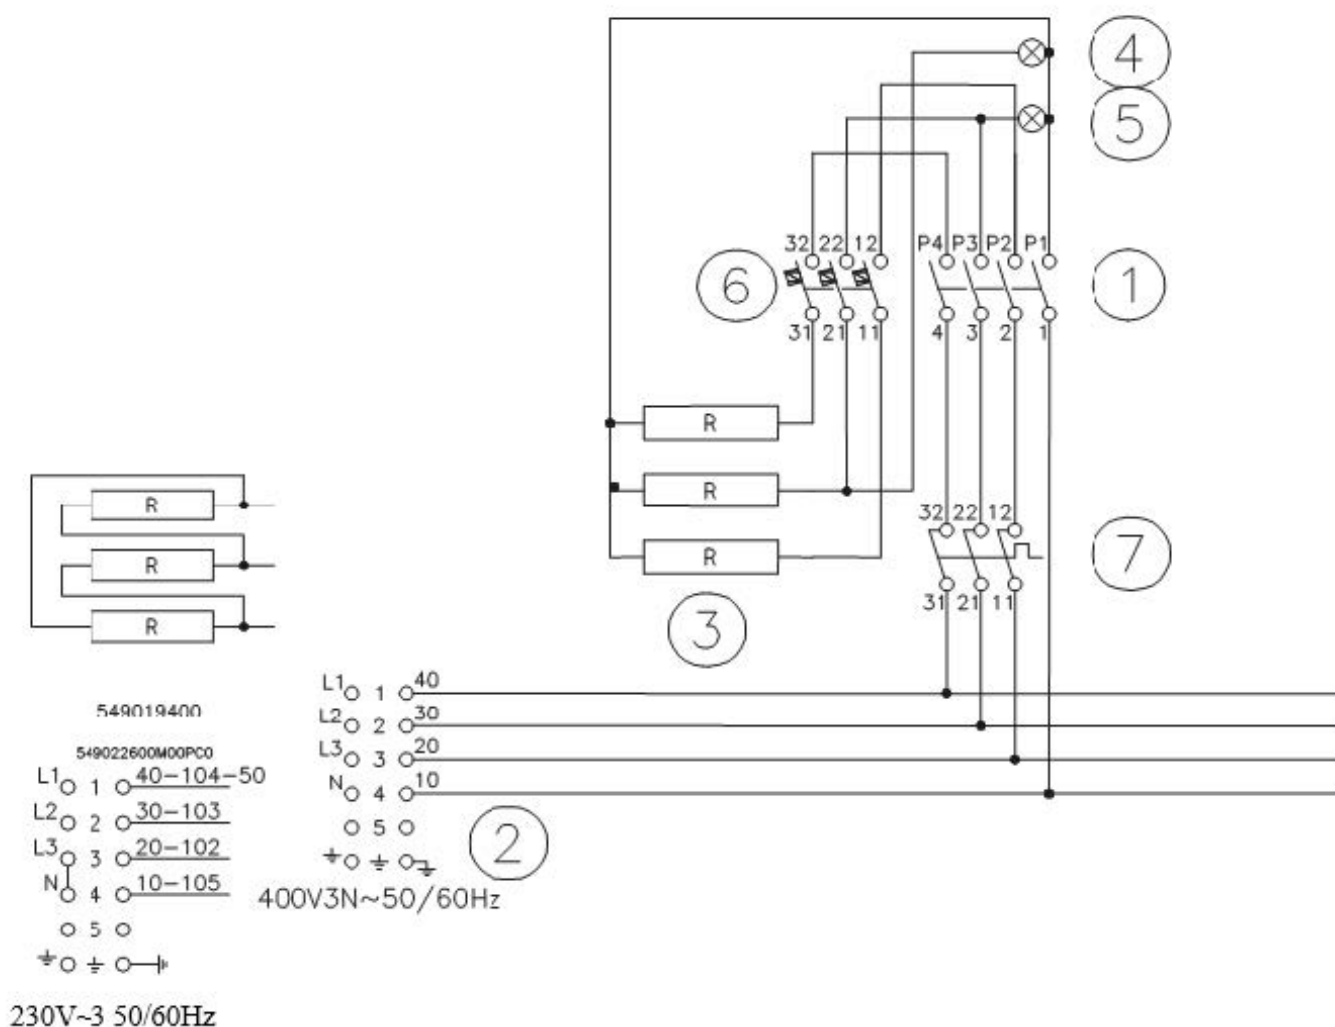 4
5
32 22 12 P4 P3 P2 P1
6
1
31 21 11 4 3 2 1
R
R
R
R
R
R
32 22 12
7
31 21 11
3
549019400
549022600M00PC0
L1 1 40-104-50
L2 2 30-103
L3 3 20-102
N 4 10-105
5
230V~3 50/60Hz
L1 1 40
L2 2 30
L3 3 20
N 4 10
5
2
400V3N~50/60Hz